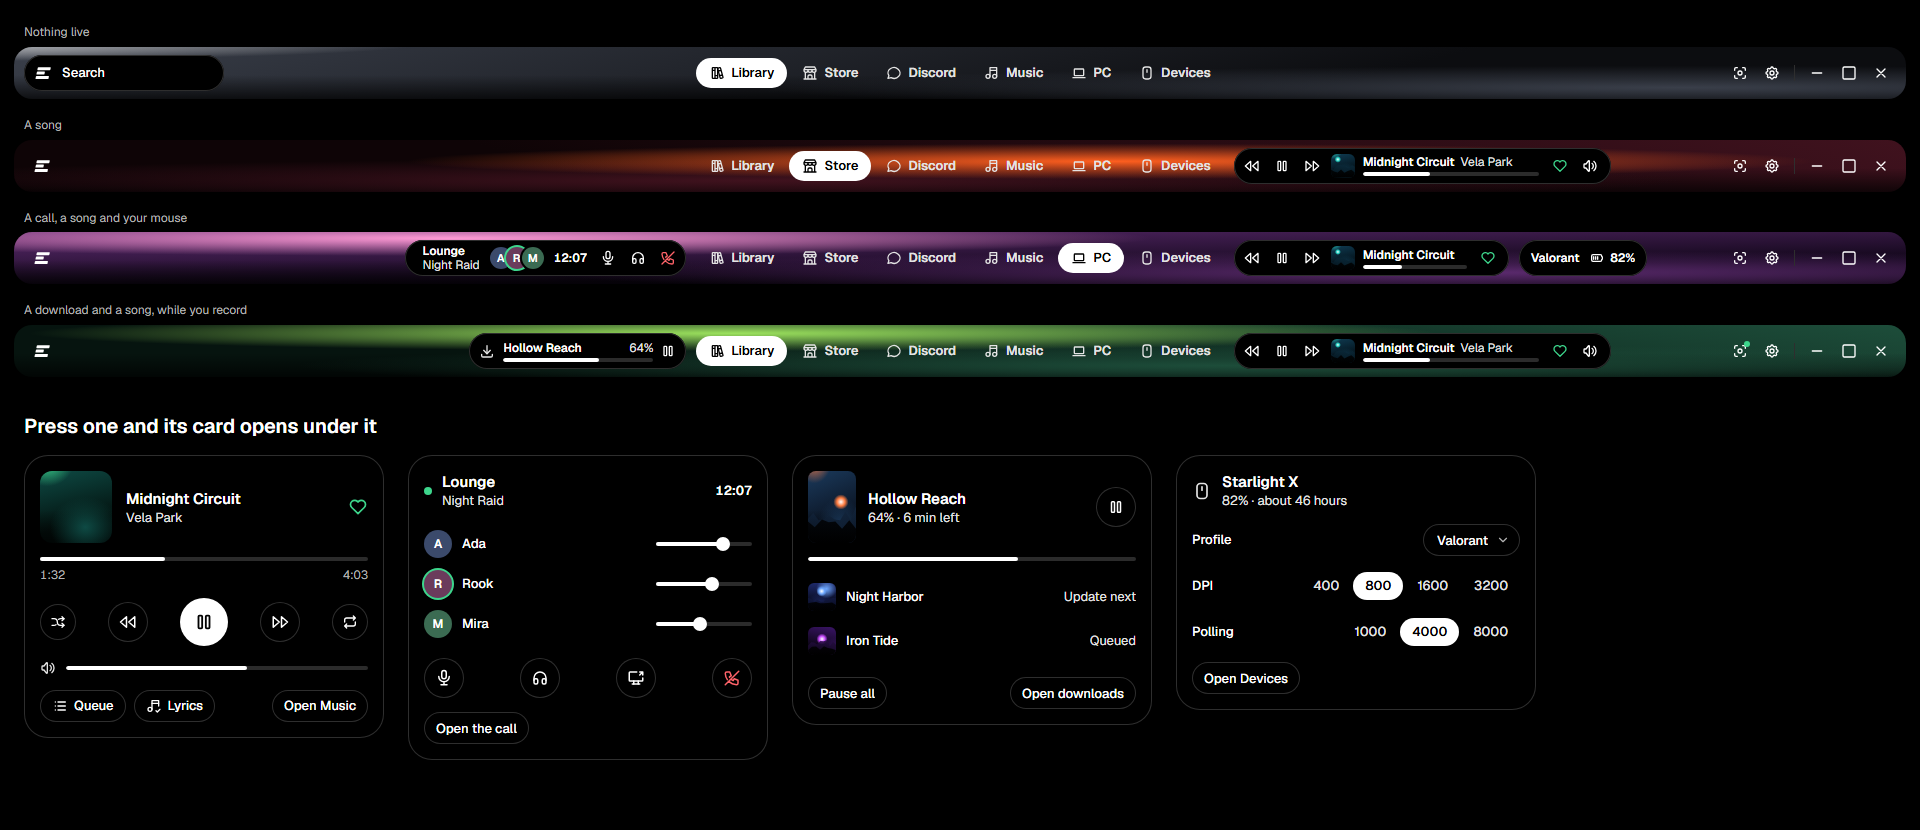 Nothing live
Search Library Store Discord Music PC Devices
A song
Library Store Discord Music PC Devices Midnight Circuit Vela Park
A call, a song and your mouse
Lounge
Night Raid A R M 12:07 Library Store Discord Music PC Devices Midnight Circuit Valorant 82%
A download and a song, while you record
Hollow Reach 64% Library Store Discord Music PC Devices Midnight Circuit Vela Park
Press one and its card opens under it
Midnight Circuit
Vela Park
1:32 4:03
Queue Lyrics Open Music
Lounge
Night Raid
12:07
A Ada
R Rook
M Mira
Open the call
Hollow Reach
64% · 6 min left
Night Harbor Update next
Iron Tide Queued
Pause all Open downloads
Starlight X
82% · about 46 hours
Profile Valorant
DPI 400 800 1600 3200
Polling 1000 4000 8000
Open Devices